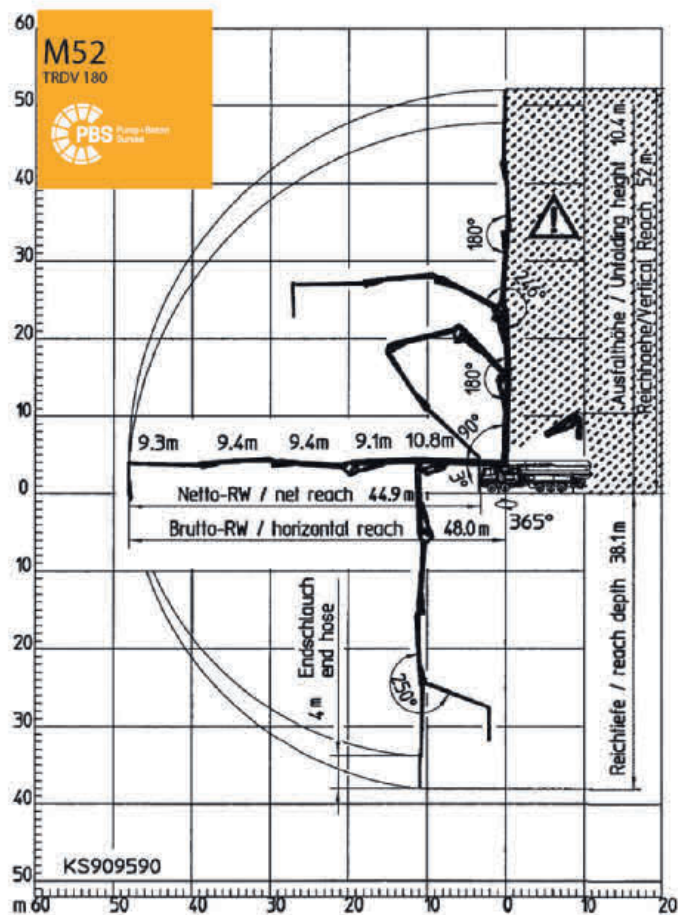 M52
TRDV 180
PBS Pump-Beton
Service
60
50
40
30
20
10
0
10
20
30
40
50
m 60 50 40 30 20 10 0 10 20
180°
180°
90°
3°
365°
250°
9.3m 9.4m 9.4m 9.1m 10.8m
Netto-RW / net reach 44.9m
Brutto-RW / horizontal reach 48.0m
Endschlauch
end hose
4 m
Ausfalthöhe / Unfolding height 10.4 m
Reichhoehe/Vertical Reach 52 m
Reichtiefe / reach depth 38.1m
KS909590